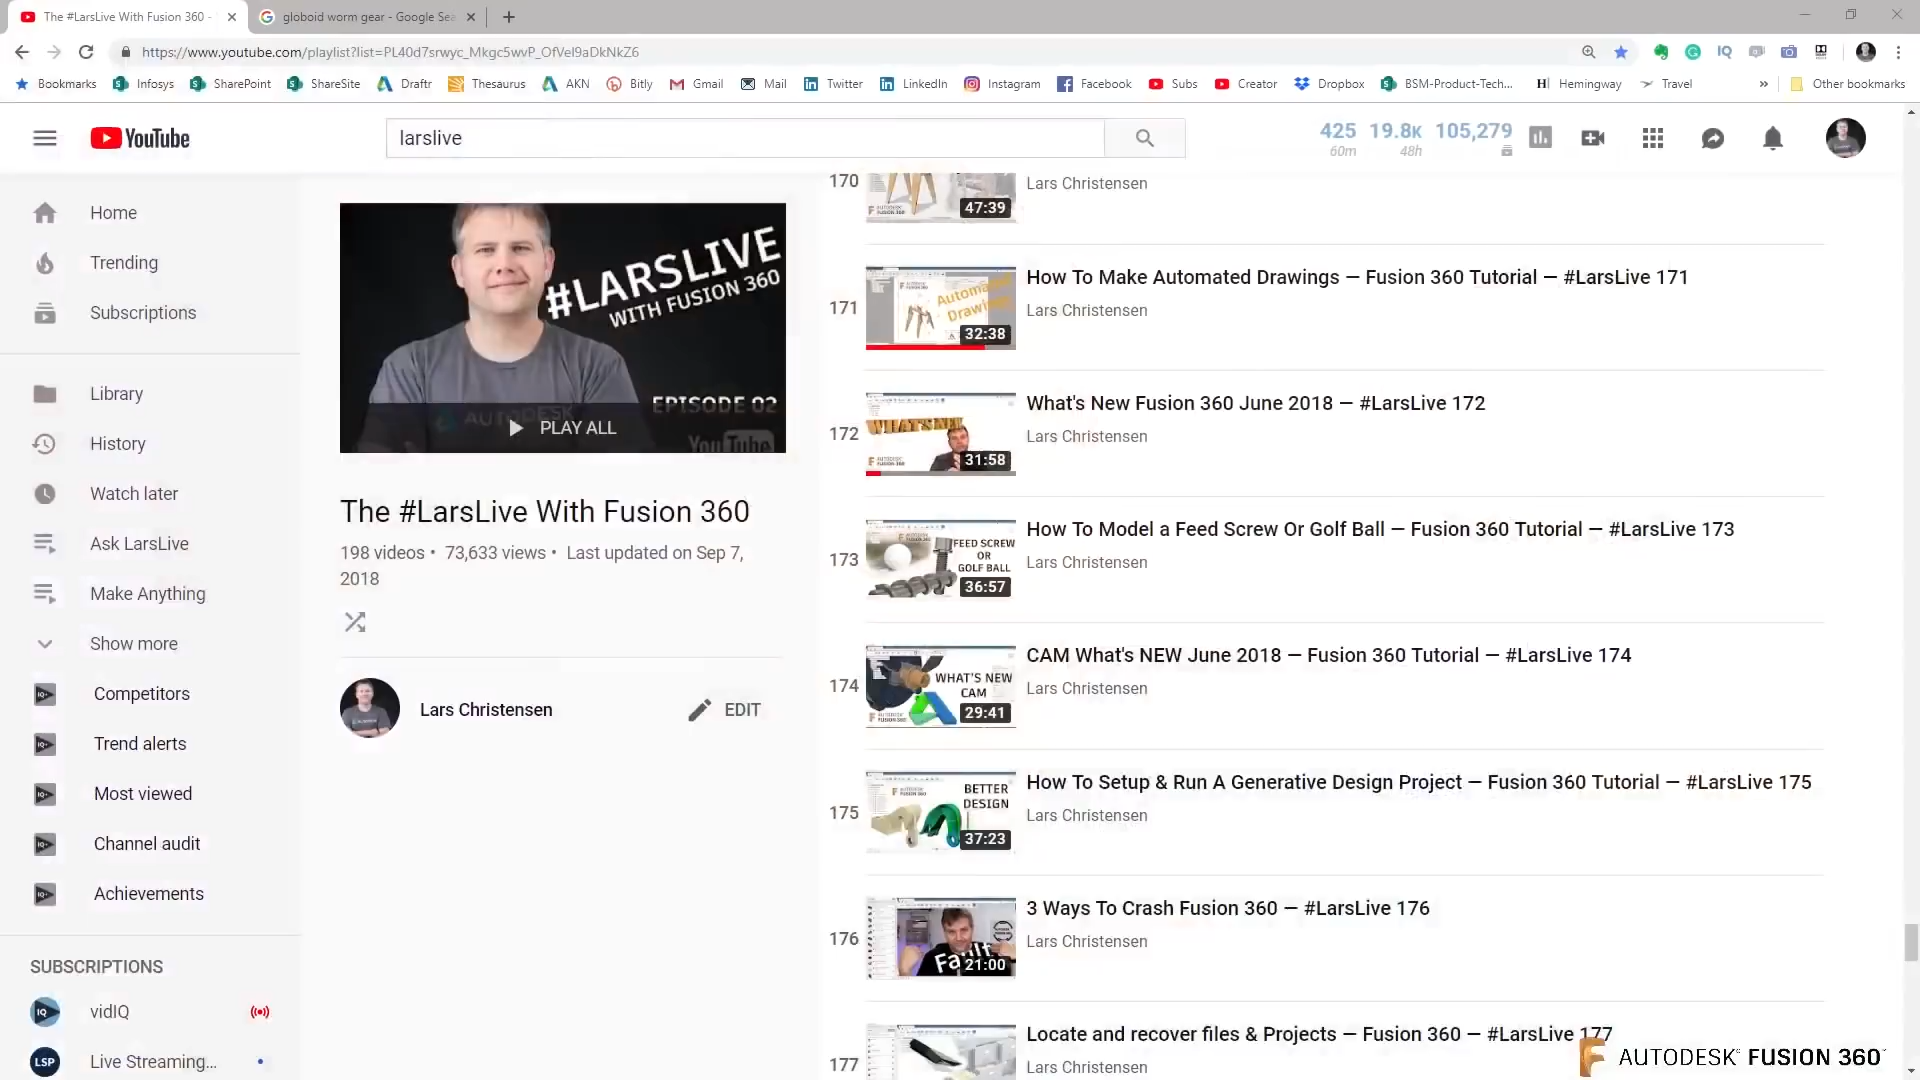 The #LarsLive With Fusion 360 -
globoid worm gear - Google Sea
https://www.youtube.com/playlist?list=PL40d7srwyc_Mkgc5wvP_OfVel9aDkNkZ6
Bookmarks Infosys SharePoint ShareSite Draftr Thesaurus AKN Bitly Gmail Mail Twitter LinkedIn Instagram Facebook Subs Creator Dropbox BSM-Product-Tech... Hemingway Travel » Other bookmarks
YouTube
larslive
425 19.8K 105,279
60m 48h
Home
Trending
Subscriptions
Library
History
Watch later
Ask LarsLive
Make Anything
Show more
Competitors
Trend alerts
Most viewed
Channel audit
Achievements
SUBSCRIPTIONS
vidIQ
LSP Live Streaming...
#LARSLIVE
WITH FUSION 360
EPISODE 02
AUTODESK
PLAY ALL
YouTube
The #LarsLive With Fusion 360
198 videos • 73,633 views • Last updated on Sep 7,
2018
Lars Christensen
EDIT
170
47:39
Lars Christensen
171
Automated
Drawings
32:38
How To Make Automated Drawings — Fusion 360 Tutorial — #LarsLive 171
Lars Christensen
172
WHAT'S NEW
31:58
What's New Fusion 360 June 2018 — #LarsLive 172
Lars Christensen
173
FEED SCREW
OR
GOLF BALL
36:57
How To Model a Feed Screw Or Golf Ball — Fusion 360 Tutorial — #LarsLive 173
Lars Christensen
174
WHAT'S NEW
CAM
29:41
CAM What's NEW June 2018 — Fusion 360 Tutorial — #LarsLive 174
Lars Christensen
175
BETTER
DESIGN
37:23
How To Setup & Run A Generative Design Project — Fusion 360 Tutorial — #LarsLive 175
Lars Christensen
176
Fault
21:00
3 Ways To Crash Fusion 360 — #LarsLive 176
Lars Christensen
177
Locate and recover files & Projects — Fusion 360 — #LarsLive 177
Lars Christensen
AUTODESK® FUSION 360™